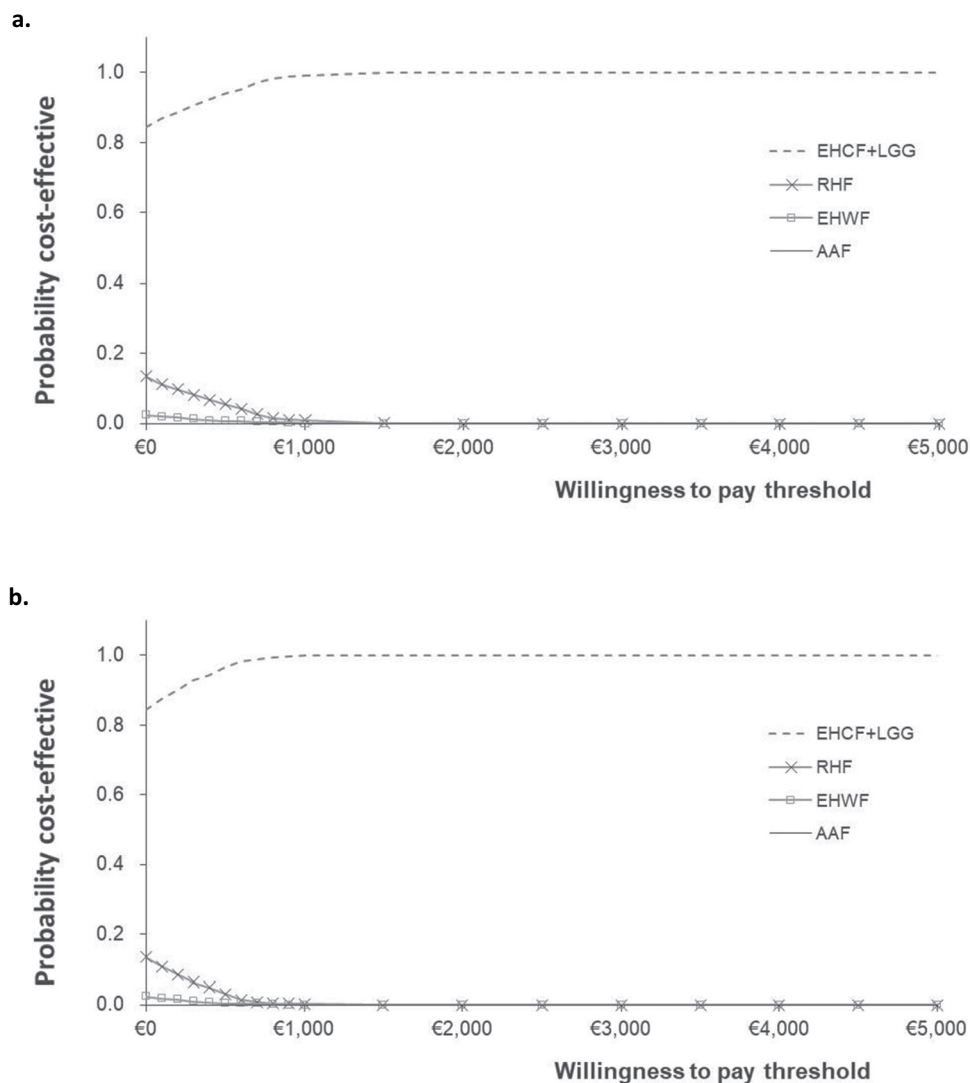 a.
Probability cost-effective
1.0
0.8
0.6
0.4
0.2
0.0
EHCF+LGG
RHF
EHWF
AAF
€0 €1,000 €2,000 €3,000 €4,000 €5,000
Willingness to pay threshold
b.
Probability cost-effective
1.0
0.8
0.6
0.4
0.2
0.0
EHCF+LGG
RHF
EHWF
AAF
€0 €1,000 €2,000 €3,000 €4,000 €5,000
Willingness to pay threshold